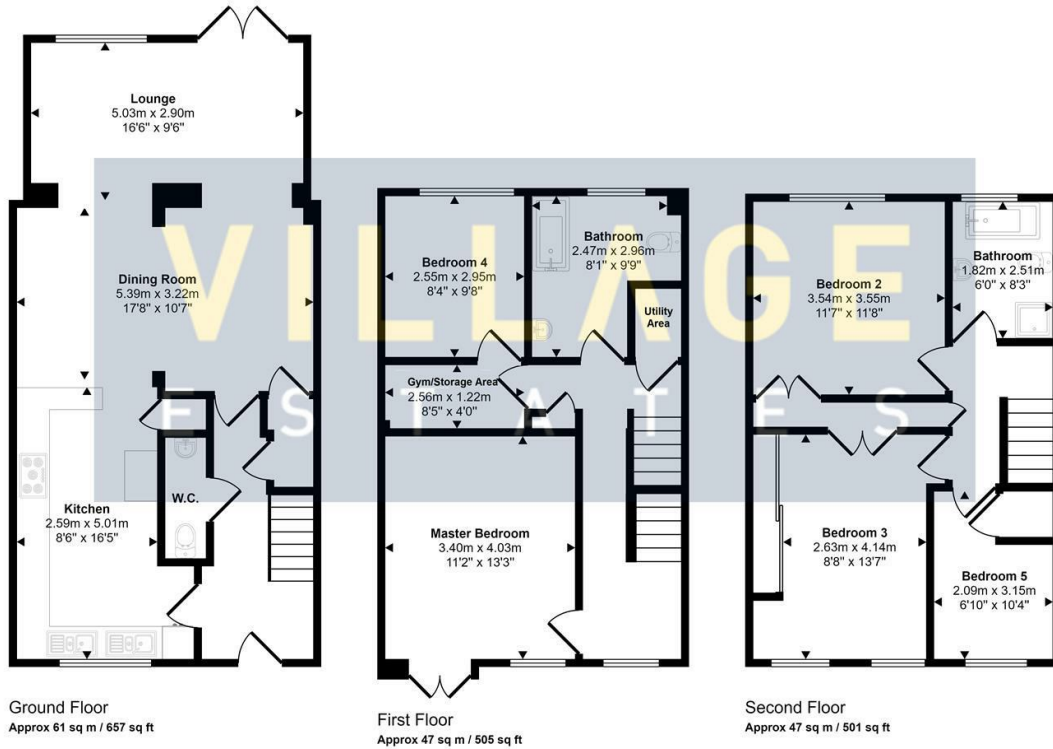 Lounge
5.03m x 2.90m
16'6" x 9'6"
Dining Room
5.39m x 3.22m
17'8" x 10'7"
Kitchen
2.59m x 5.01m
8'6" x 16'5"
W.C.
Ground Floor
Approx 61 sq m / 657 sq ft
Bedroom 4
2.55m x 2.95m
8'4" x 9'8"
Bathroom
2.47m x 2.96m
8'1" x 9'9"
Utility
Area
Gym/Storage Area
2.56m x 1.22m
8'5" x 4'0"
Master Bedroom
3.40m x 4.03m
11'2" x 13'3"
First Floor
Approx 47 sq m / 505 sq ft
Bedroom 2
3.54m x 3.55m
11'7" x 11'8"
Bathroom
1.82m x 2.51m
6'0" x 8'3"
Bedroom 3
2.63m x 4.14m
8'8" x 13'7"
Bedroom 5
2.09m x 3.15m
6'10" x 10'4"
Second Floor
Approx 47 sq m / 501 sq ft
VILLAGE
ESTATES